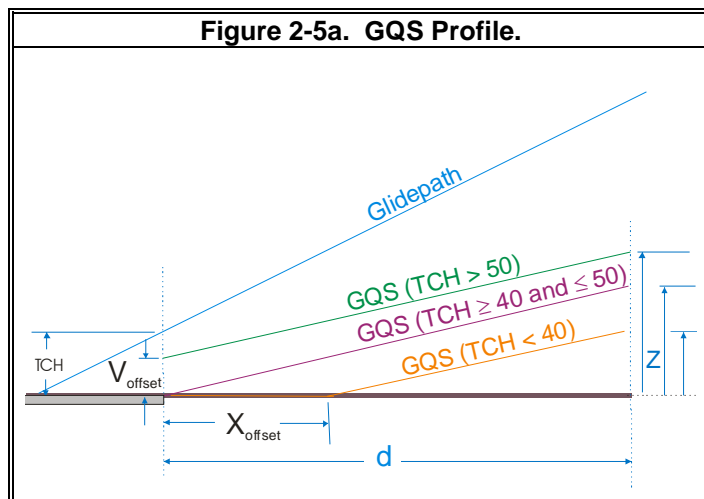 Figure 2-5a.  GQS Profile.
Glidepath
GQS (TCH > 50)
GQS (TCH ≥ 40 and ≤ 50)
GQS (TCH < 40)
TCH
Voffset
Z
Xoffset
d